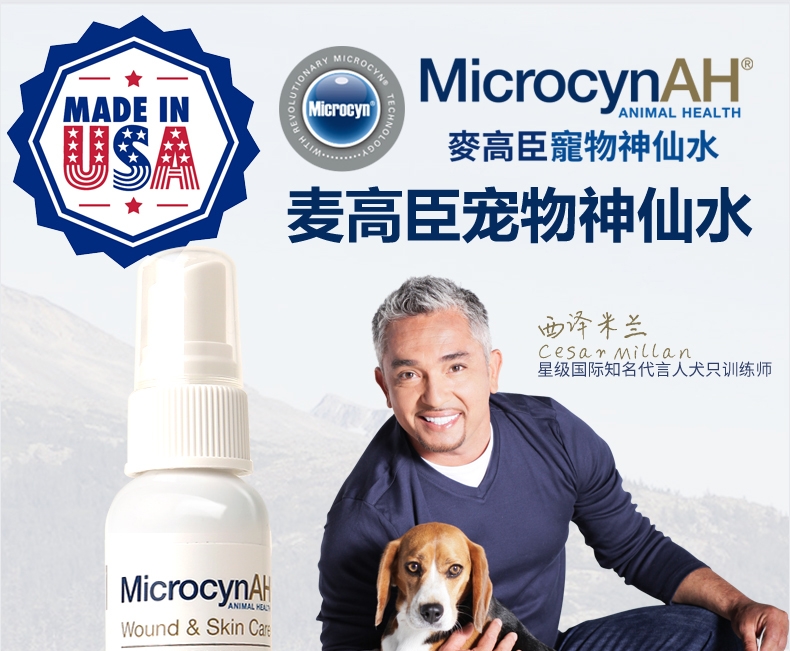 MADE IN
USA
WITH REVOLUTIONARY MICROCYN® TECHNOLOGY
Microcyn®
MicrocynAH®
ANIMAL HEALTH
麥高臣寵物神仙水
麦高臣宠物神仙水
西泽米兰
Cesar Millan
星级国际知名代言人犬只训练师
MicrocynAH
ANIMAL HEAL
Wound & Skin Care